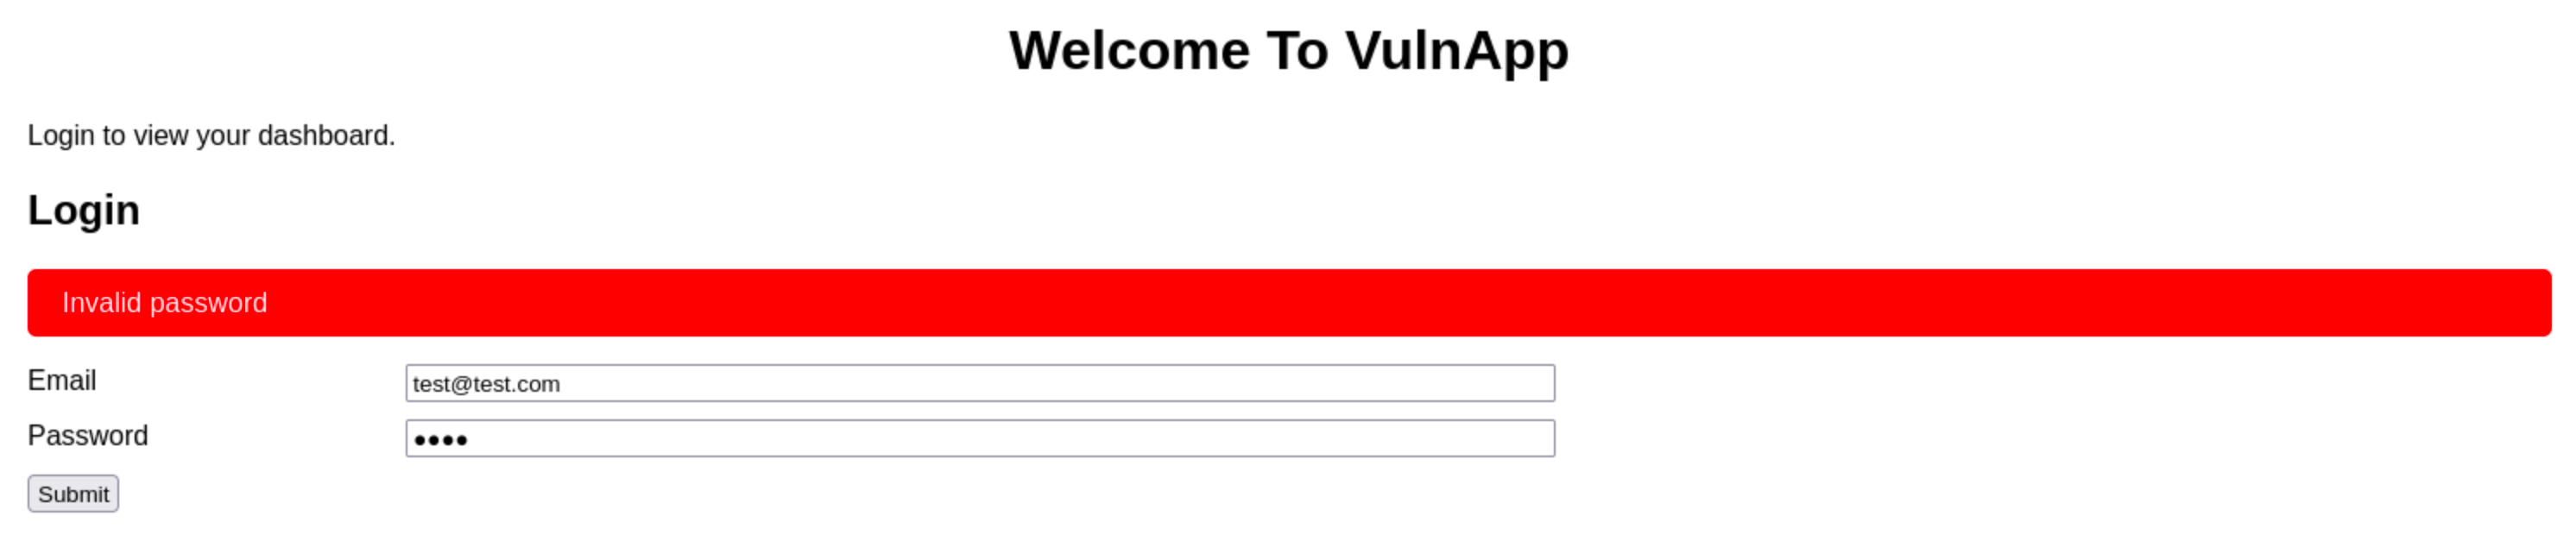 Welcome To VulnApp
Login to view your dashboard.
Login
Invalid password
Email test@test.com
Password ••••
Submit